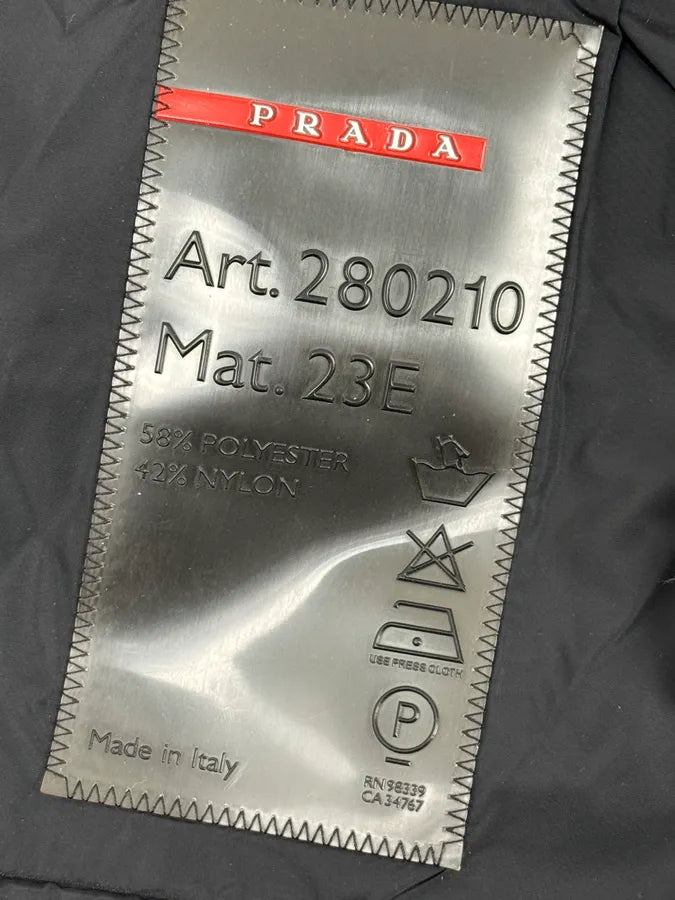 PRADA
Art. 280210
Mat. 23E
58% POLYESTER
42% NYLON
USE PRESS CLOTH
P
Made in Italy
RN 98339
CA 34767